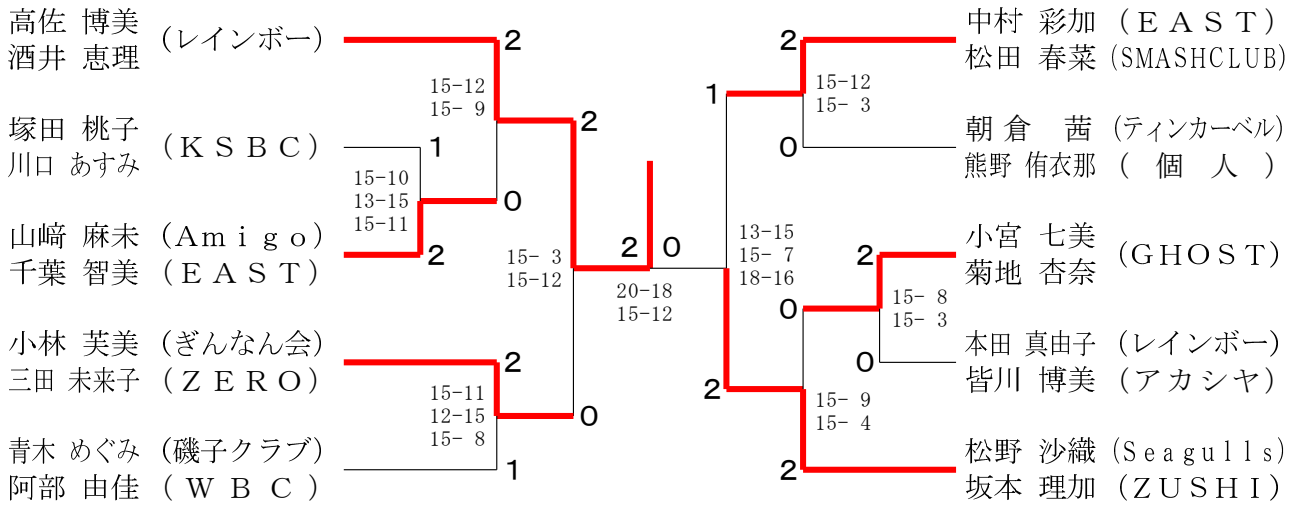 高佐 博美 (レインボー)
酒井 恵理
2
15-12
15- 9
塚田 桃子 (ＫＳＢＣ)
川口 あすみ
1
15-10
13-15
15-11
0
山﨑 麻未 (Ａｍｉｇｏ)
千葉 智美 (ＥＡＳＴ)
2
2
15- 3
15-12
小林 芙美 (ぎんなん会)
三田 未来子 (ＺＥＲＯ)
2
15-11
12-15
15- 8
0
青木 めぐみ (磯子クラブ)
阿部 由佳 (ＷＢＣ)
1
2 0
20-18
15-12
中村 彩加 (ＥＡＳＴ)
松田 春菜 (SMASHCLUB)
2
15-12
15- 3
1
朝倉 茜 (ティンカーベル)
熊野 侑衣那 (個人)
0
13-15
15- 7
18-16
小宮 七美 (GHOST)
菊地 杏奈
2
15- 8
15- 3
0
本田 真由子 (レインボー)
皆川 博美 (アカシヤ)
0
2
15- 9
15- 4
松野 沙織 (Seagulls)
坂本 理加 (ZUSHI)
2